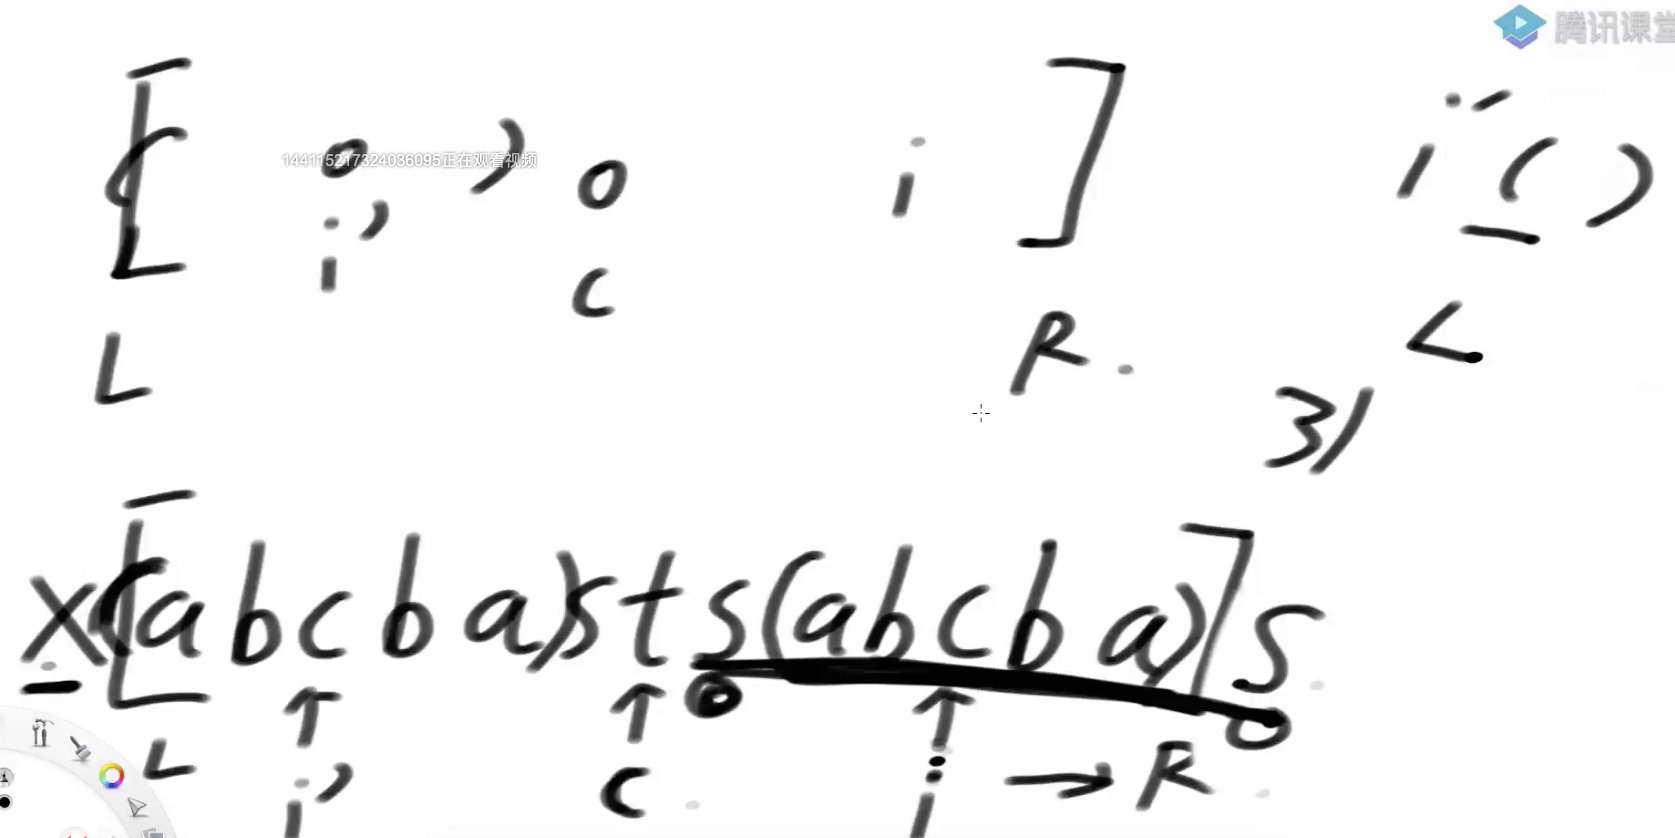 腾讯课堂
[ ( o ) o i ] i' ( )
144115217324036095正在观看视频
i' C
L R . L
3)
x [ ( a b c b a ) s t s ( a b c b a ) ] s
↑ ↑ o ↑ o
L i' C . i → R .